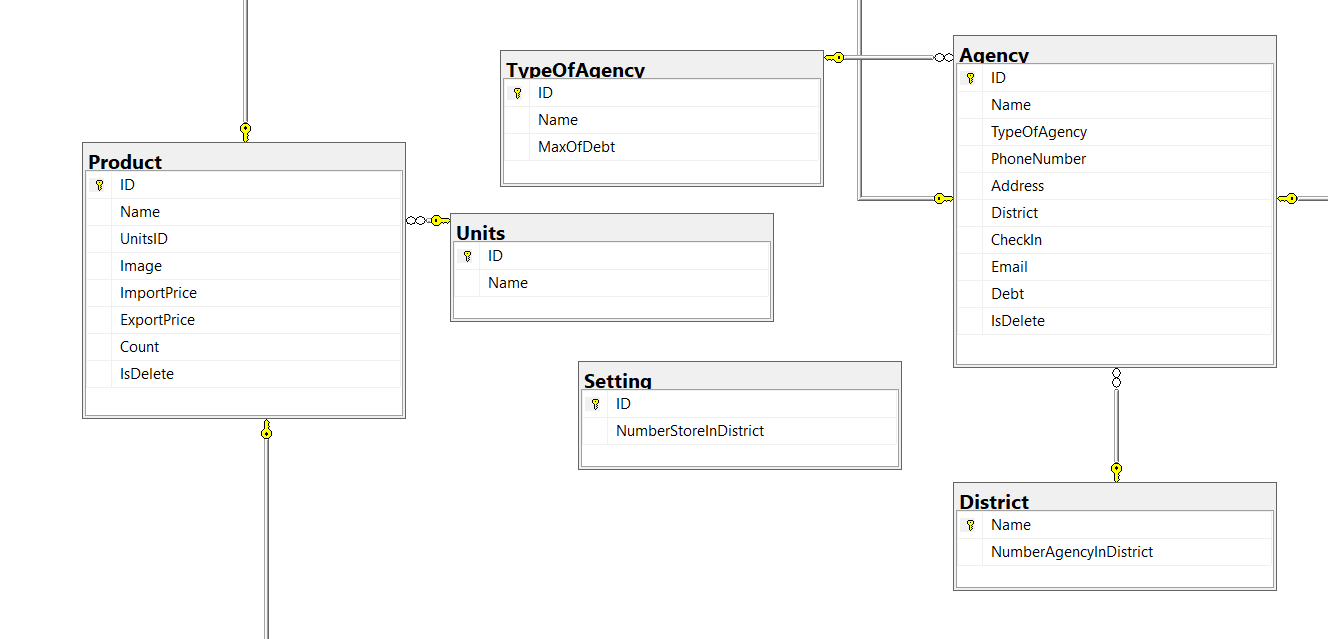 TypeOfAgency
ID
Name
MaxOfDebt
Agency
ID
Name
TypeOfAgency
PhoneNumber
Address
District
CheckIn
Email
Debt
IsDelete
Product
ID
Name
UnitsID
Image
ImportPrice
ExportPrice
Count
IsDelete
Units
ID
Name
Setting
ID
NumberStoreInDistrict
District
Name
NumberAgencyInDistrict